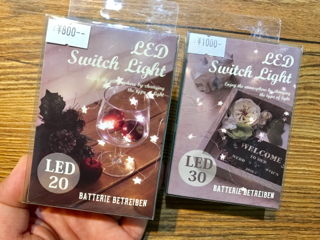 ¥800--
LED
Switch Light
LED
20
BATTERIE BETREIBEN
¥1000-
LED
Switch Light
Enjoy the atmosphere by changing
the type of light.
WELCOME
LED
30
BATTERIE BETREIBEN